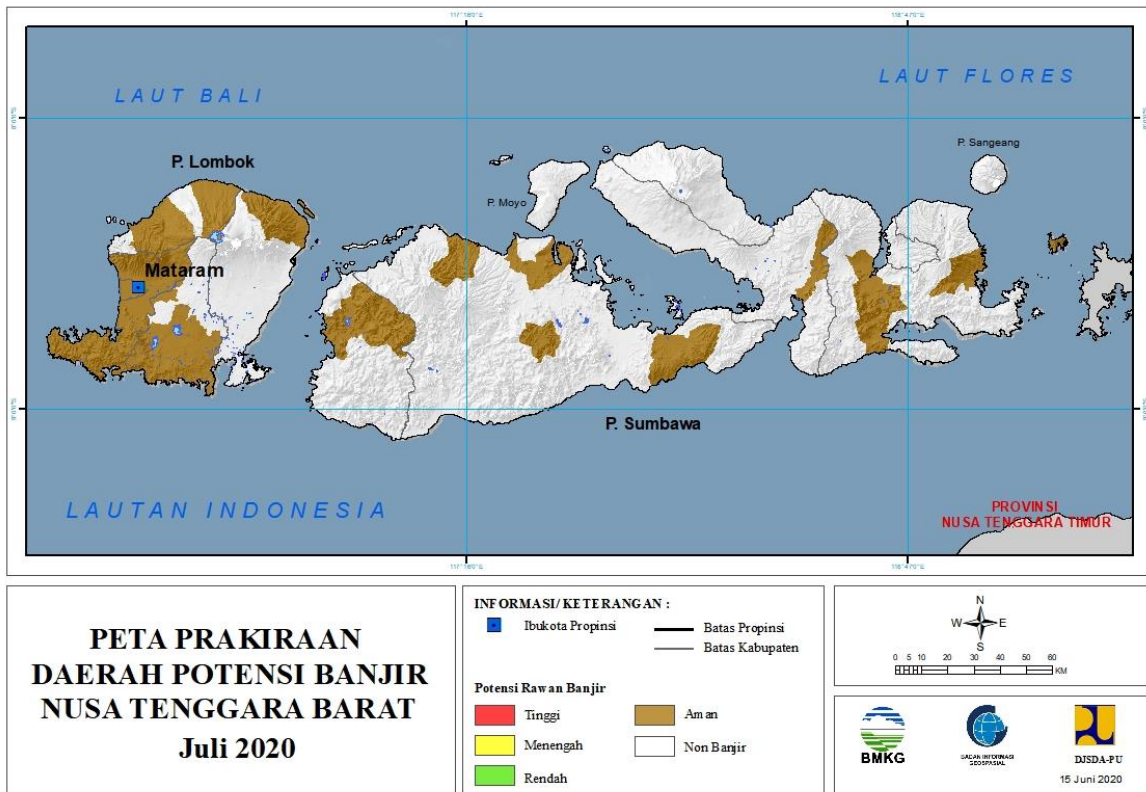 LAUT BALI
LAUT FLORES
P. Lombok
P. Sangeang
P. Moyo
Mataram
P. Sumbawa
LAUTAN INDONESIA
PROVINSI
NUSA TENGGARA TIMUR
PETA PRAKIRAAN
DAERAH POTENSI BANJIR
NUSA TENGGARA BARAT
Juli 2020
INFORMASI/ KETERANGAN :
Ibukota Propinsi
Batas Propinsi
Batas Kabupaten
Potensi Rawan Banjir
Tinggi
Aman
Menengah
Non Banjir
Rendah
N
W E
S
0 5 10 20 30 40 50 60
KM
BMKG
BADAN INFORMASI
GEOSPASIAL
DJSDA-PU
15 Juni 2020